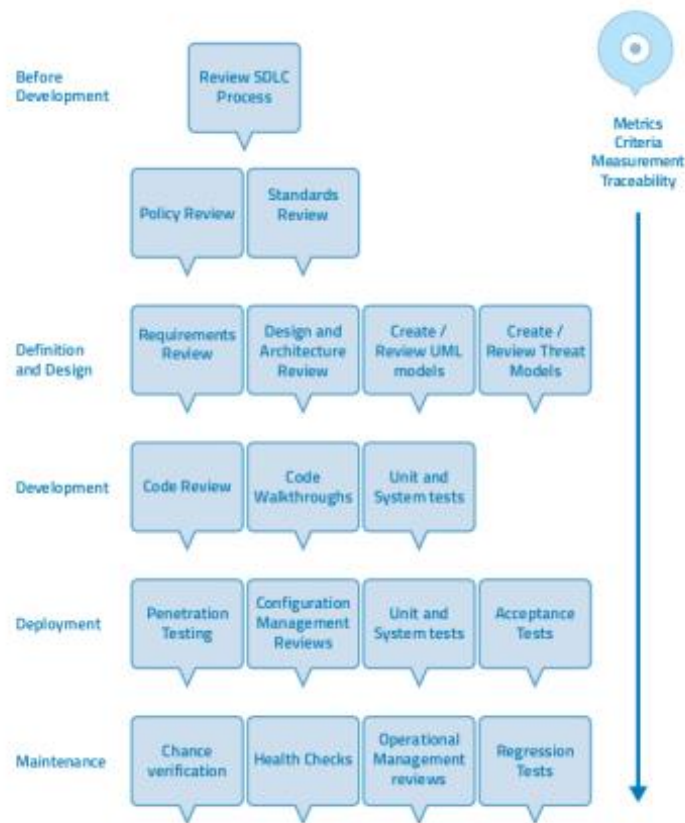 Before
Development
Review SDLC
Process
Metrics
Criteria
Measurement
Traceability
Policy Review
Standards
Review
Definition
and Design
Requirements
Review
Design and
Architecture
Review
Create /
Review UML
models
Create /
Review Threat
Models
Development
Code Review
Code
Walkthroughs
Unit and
System tests
Deployment
Penetration
Testing
Configuration
Management
Reviews
Unit and
System tests
Acceptance
Tests
Maintenance
Chance
verification
Health Checks
Operational
Management
reviews
Regression
Tests